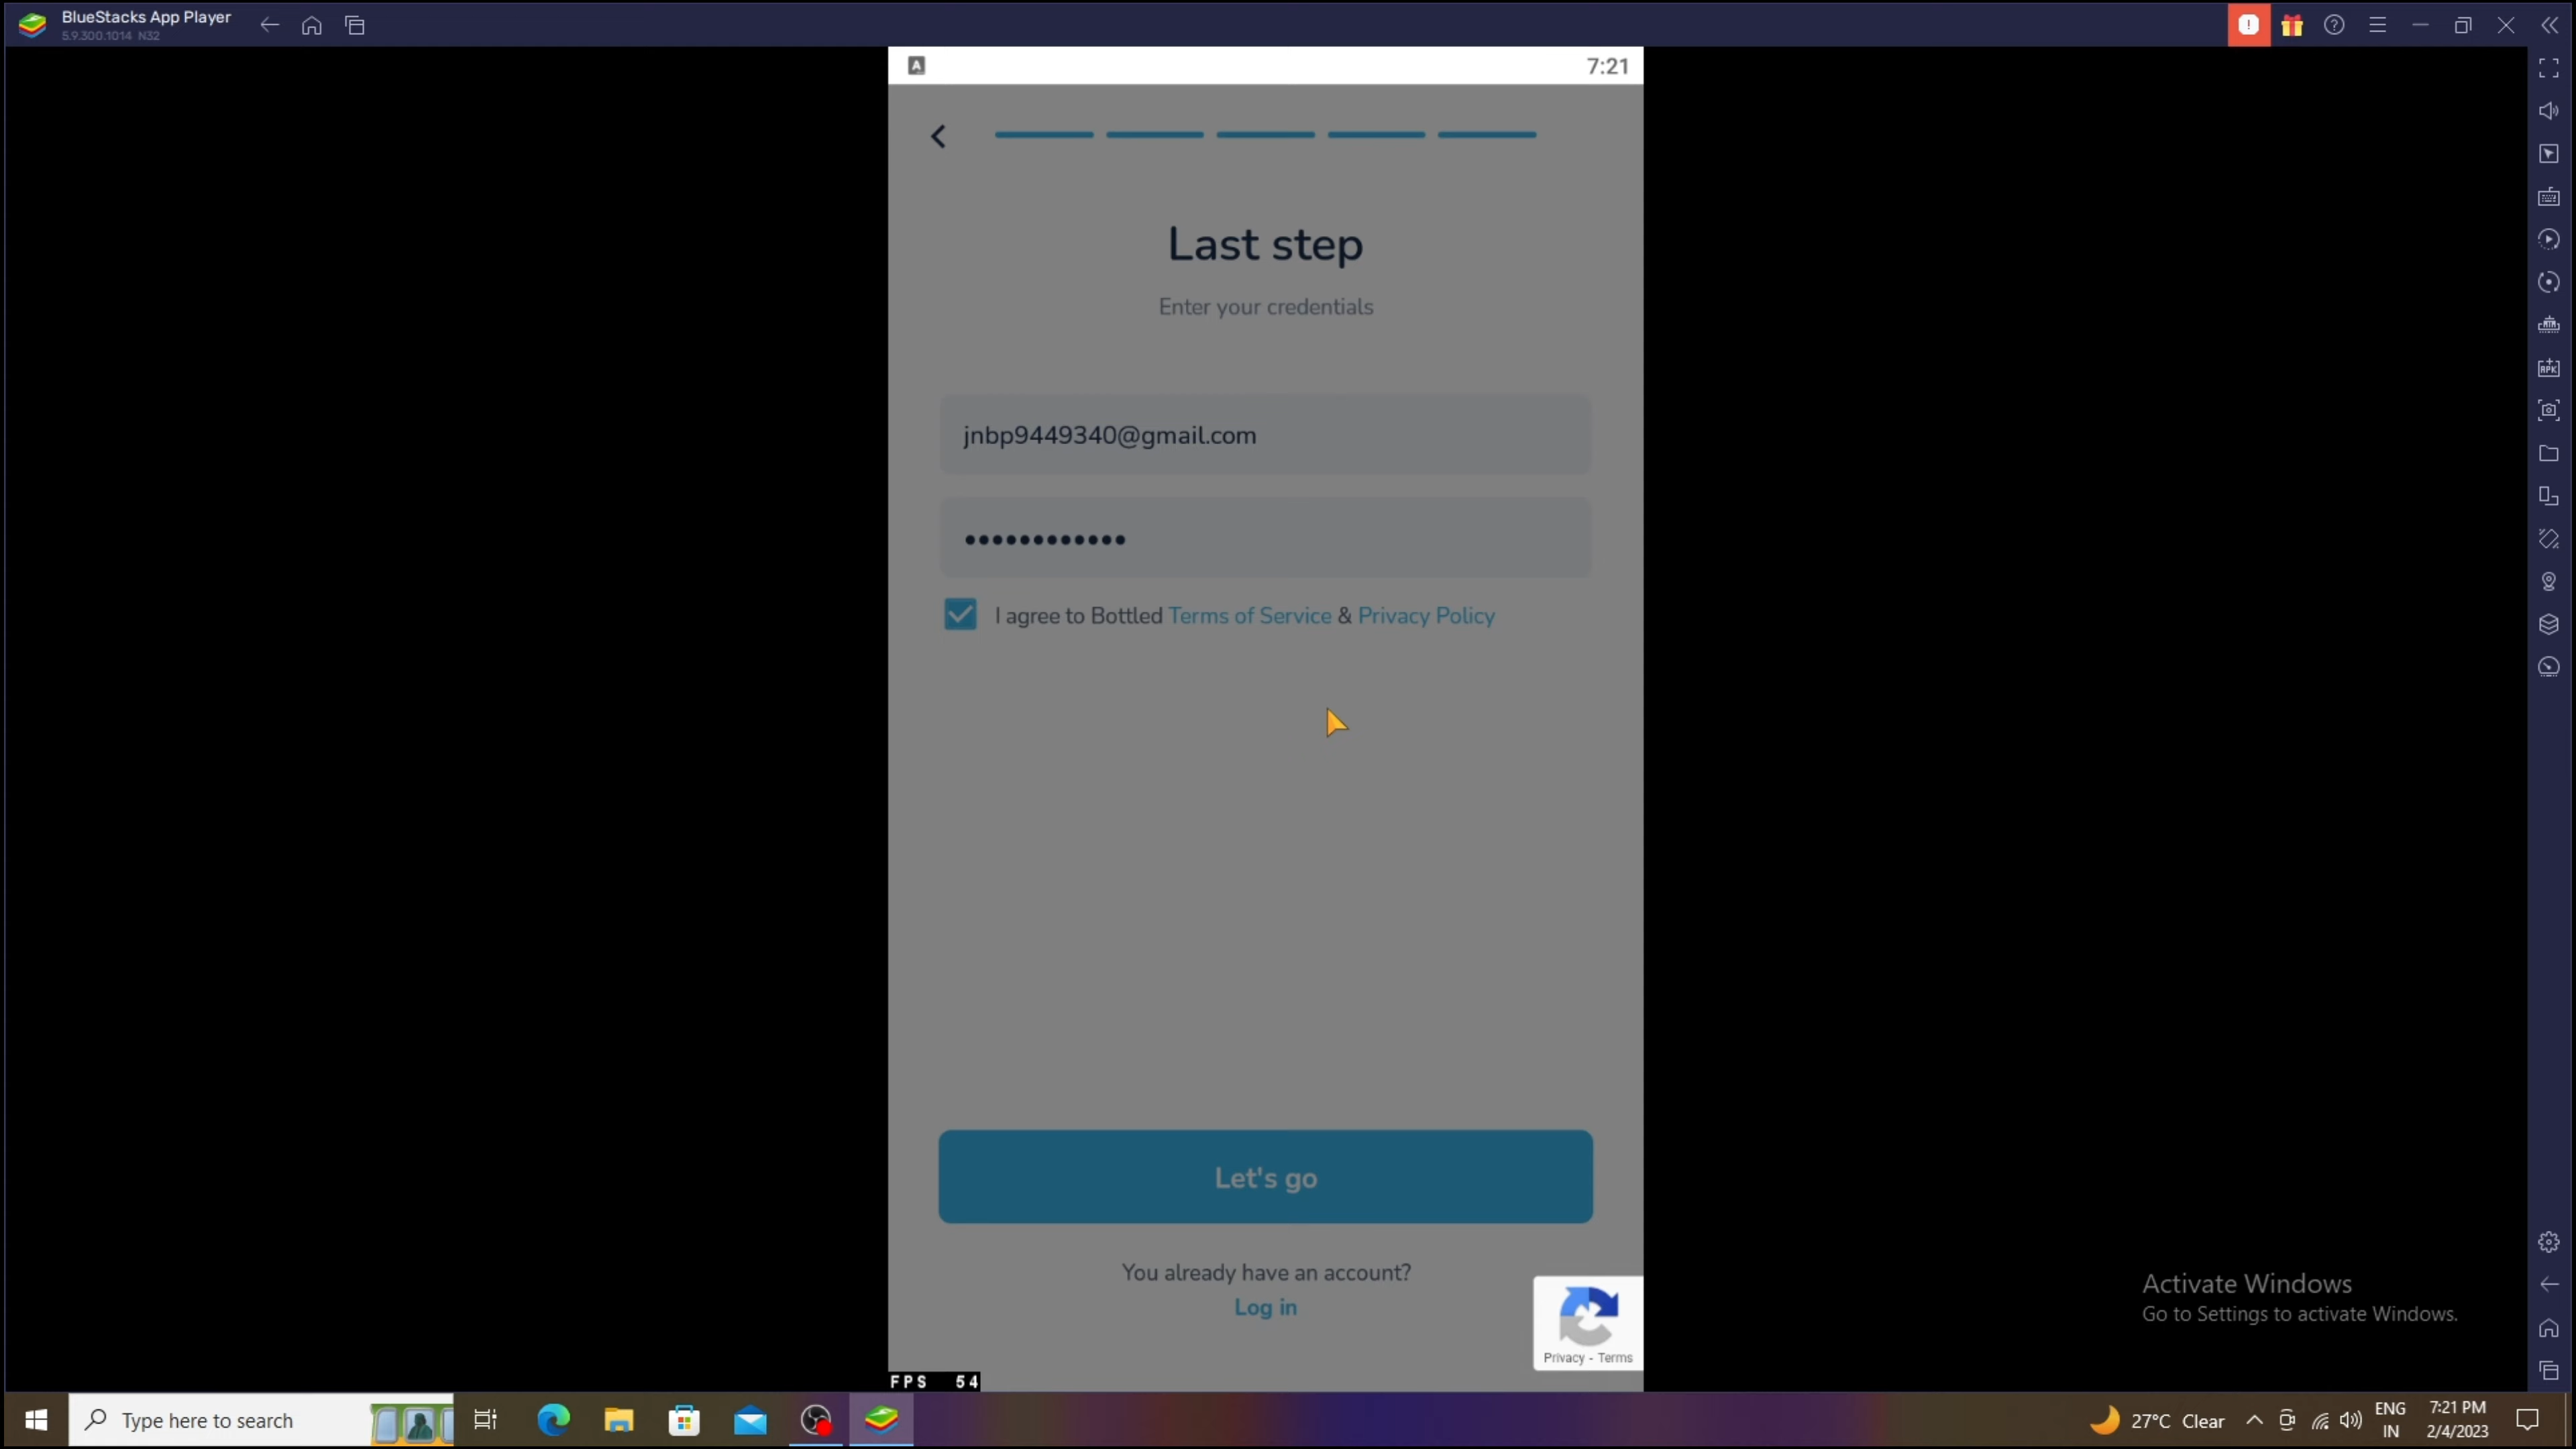 BlueStacks App Player
5.9.300.1014 N32
A
7:21
Last step
Enter your credentials
jnbp9449340@gmail.com
••••••••••••
I agree to Bottled Terms of Service & Privacy Policy
Let's go
You already have an account?
Log in
Privacy - Terms
FPS 54
Activate Windows
Go to Settings to activate Windows.
Type here to search
27°C Clear
ENG
IN
7:21 PM
2/4/2023
APK